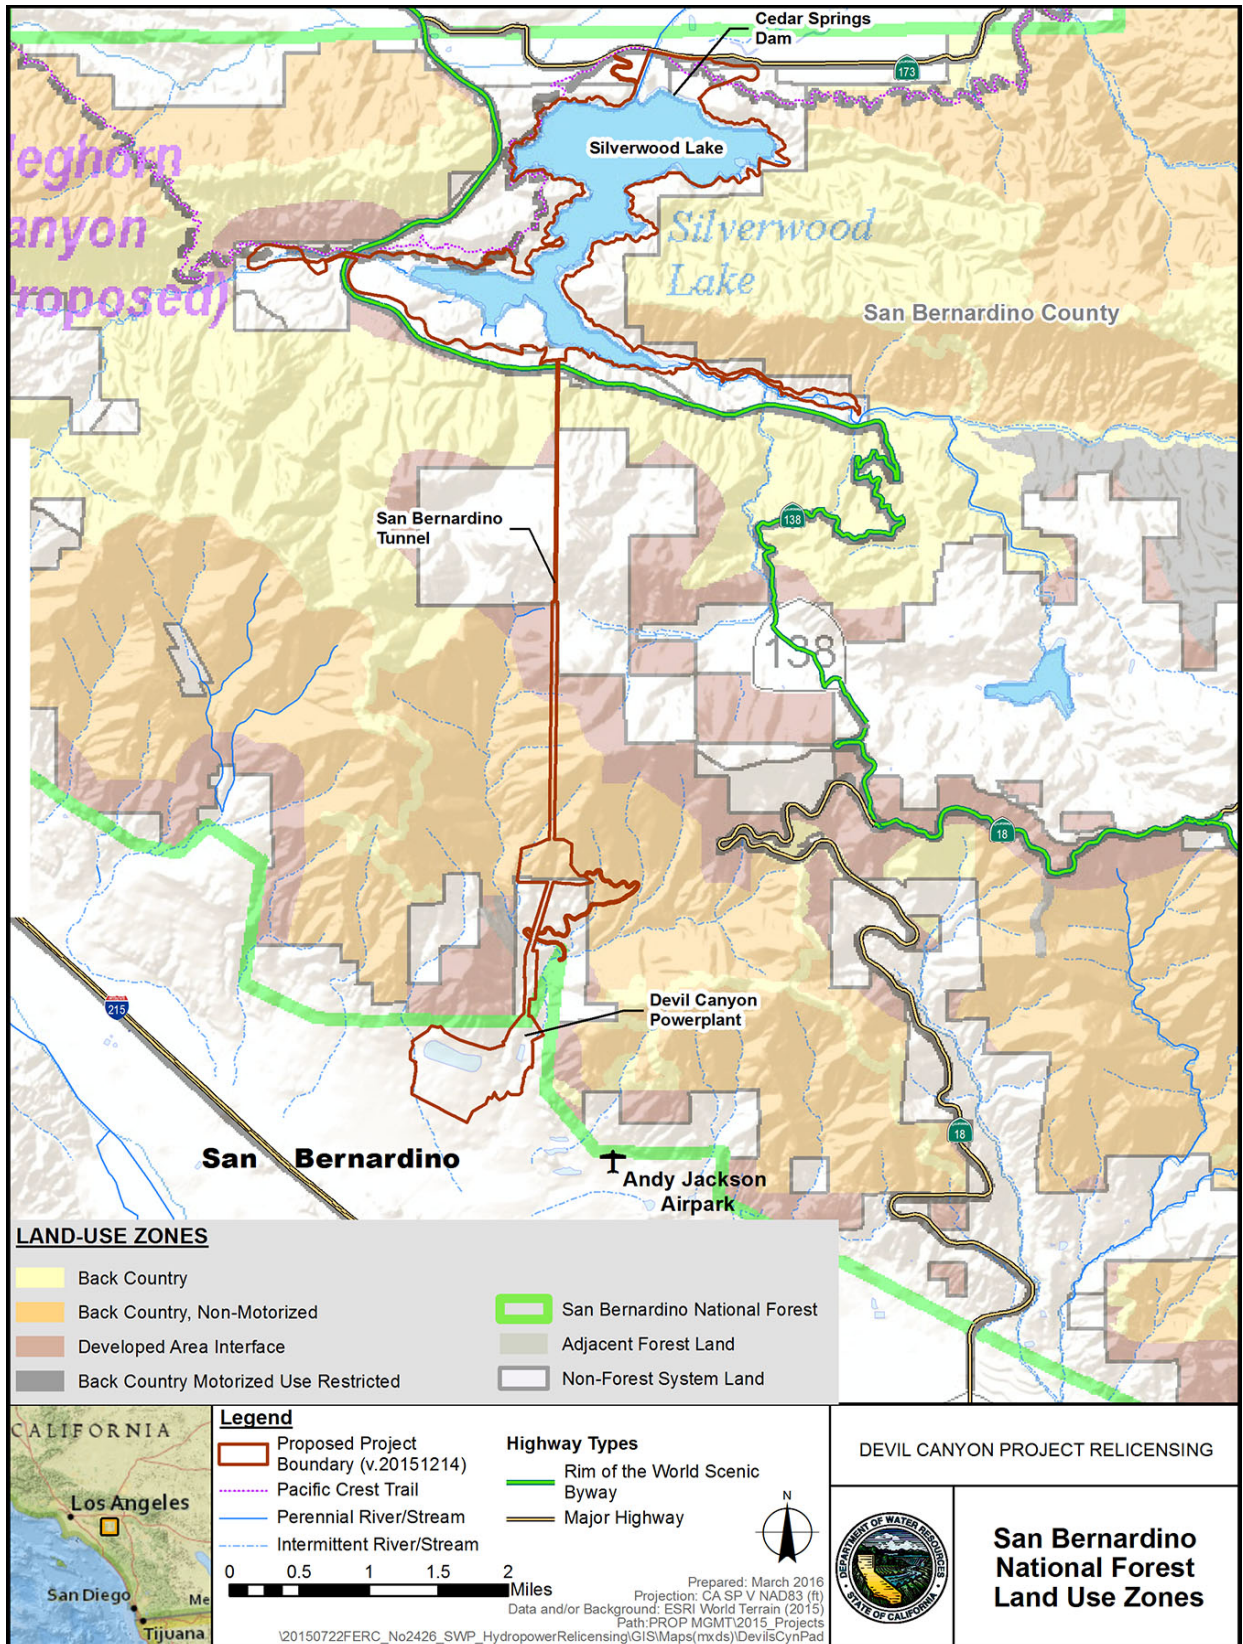 Cedar Springs
Dam
173
Silverwood Lake
leghorn
anyon
roposed)
Silverwood
Lake
San Bernardino County
San Bernardino
Tunnel
138
138
18
215
Devil Canyon
Powerplant
18
San Bernardino
Andy Jackson
Airpark
LAND-USE ZONES
Back Country
Back Country, Non-Motorized
Developed Area Interface
Back Country Motorized Use Restricted
San Bernardino National Forest
Adjacent Forest Land
Non-Forest System Land
CALIFORNIA
Los Angeles
San Diego
Me
Tijuana
Legend
Proposed Project
Boundary (v.20151214)
Pacific Crest Trail
Perennial River/Stream
Intermittent River/Stream
Highway Types
Rim of the World Scenic
Byway
Major Highway
N
0 0.5 1 1.5 2
Miles
Prepared: March 2016
Projection: CA SP V NAD83 (ft)
Data and/or Background: ESRI World Terrain (2015)
Path:PROP MGMT\2015_Projects
\20150722FERC_No2426_SWP_HydropowerRelicensing\GIS\Maps(mxds)\DevilsCynPad
DEVIL CANYON PROJECT RELICENSING
DEPARTMENT OF WATER RESOURCES
STATE OF CALIFORNIA
San Bernardino
National Forest
Land Use Zones